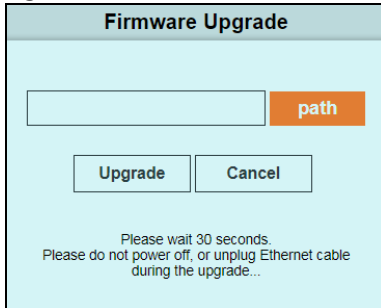 Firmware Upgrade
path
Upgrade Cancel
Please wait 30 seconds.
Please do not power off, or unplug Ethernet cable
during the upgrade...